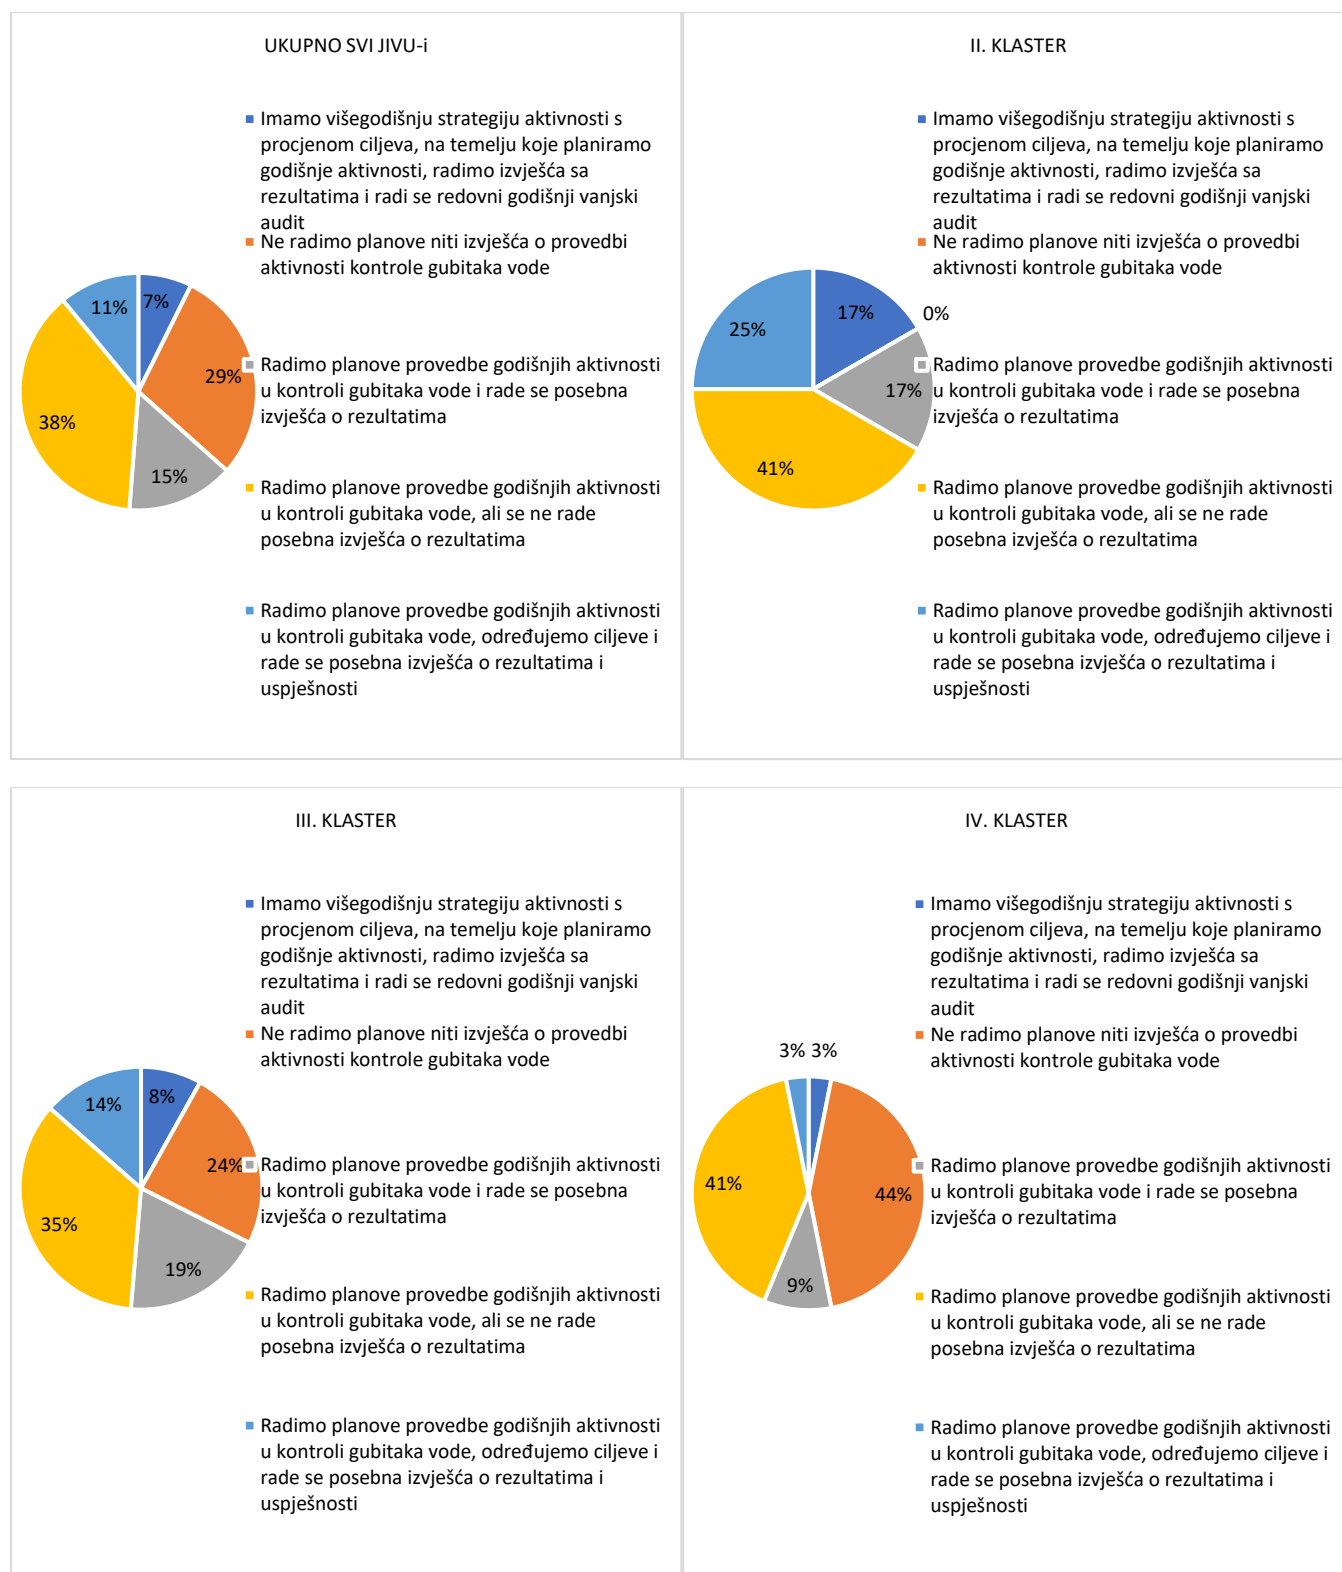 UKUPNO SVI JIVU-i
Imamo višegodišnju strategiju aktivnosti s
procjenom ciljeva, na temelju koje planiramo
godišnje aktivnosti, radimo izvješća sa
rezultatima i radi se redovni godišnji vanjski
audit
Ne radimo planove niti izvješća o provedbi
aktivnosti kontrole gubitaka vode
Radimo planove provedbe godišnjih aktivnosti
u kontroli gubitaka vode i rade se posebna
izvješća o rezultatima
Radimo planove provedbe godišnjih aktivnosti
u kontroli gubitaka vode, ali se ne rade
posebna izvješća o rezultatima
Radimo planove provedbe godišnjih aktivnosti
u kontroli gubitaka vode, određujemo ciljeve i
rade se posebna izvješća o rezultatima i
uspješnosti
7%
29%
15%
38%
11%
II. KLASTER
Imamo višegodišnju strategiju aktivnosti s
procjenom ciljeva, na temelju koje planiramo
godišnje aktivnosti, radimo izvješća sa
rezultatima i radi se redovni godišnji vanjski
audit
Ne radimo planove niti izvješća o provedbi
aktivnosti kontrole gubitaka vode
Radimo planove provedbe godišnjih aktivnosti
u kontroli gubitaka vode i rade se posebna
izvješća o rezultatima
Radimo planove provedbe godišnjih aktivnosti
u kontroli gubitaka vode, ali se ne rade
posebna izvješća o rezultatima
Radimo planove provedbe godišnjih aktivnosti
u kontroli gubitaka vode, određujemo ciljeve i
rade se posebna izvješća o rezultatima i
uspješnosti
17%
0%
17%
41%
25%
III. KLASTER
Imamo višegodišnju strategiju aktivnosti s
procjenom ciljeva, na temelju koje planiramo
godišnje aktivnosti, radimo izvješća sa
rezultatima i radi se redovni godišnji vanjski
audit
Ne radimo planove niti izvješća o provedbi
aktivnosti kontrole gubitaka vode
Radimo planove provedbe godišnjih aktivnosti
u kontroli gubitaka vode i rade se posebna
izvješća o rezultatima
Radimo planove provedbe godišnjih aktivnosti
u kontroli gubitaka vode, ali se ne rade
posebna izvješća o rezultatima
Radimo planove provedbe godišnjih aktivnosti
u kontroli gubitaka vode, određujemo ciljeve i
rade se posebna izvješća o rezultatima i
uspješnosti
8%
24%
19%
35%
14%
IV. KLASTER
Imamo višegodišnju strategiju aktivnosti s
procjenom ciljeva, na temelju koje planiramo
godišnje aktivnosti, radimo izvješća sa
rezultatima i radi se redovni godišnji vanjski
audit
Ne radimo planove niti izvješća o provedbi
aktivnosti kontrole gubitaka vode
Radimo planove provedbe godišnjih aktivnosti
u kontroli gubitaka vode i rade se posebna
izvješća o rezultatima
Radimo planove provedbe godišnjih aktivnosti
u kontroli gubitaka vode, ali se ne rade
posebna izvješća o rezultatima
Radimo planove provedbe godišnjih aktivnosti
u kontroli gubitaka vode, određujemo ciljeve i
rade se posebna izvješća o rezultatima i
uspješnosti
3%
44%
9%
41%
3%